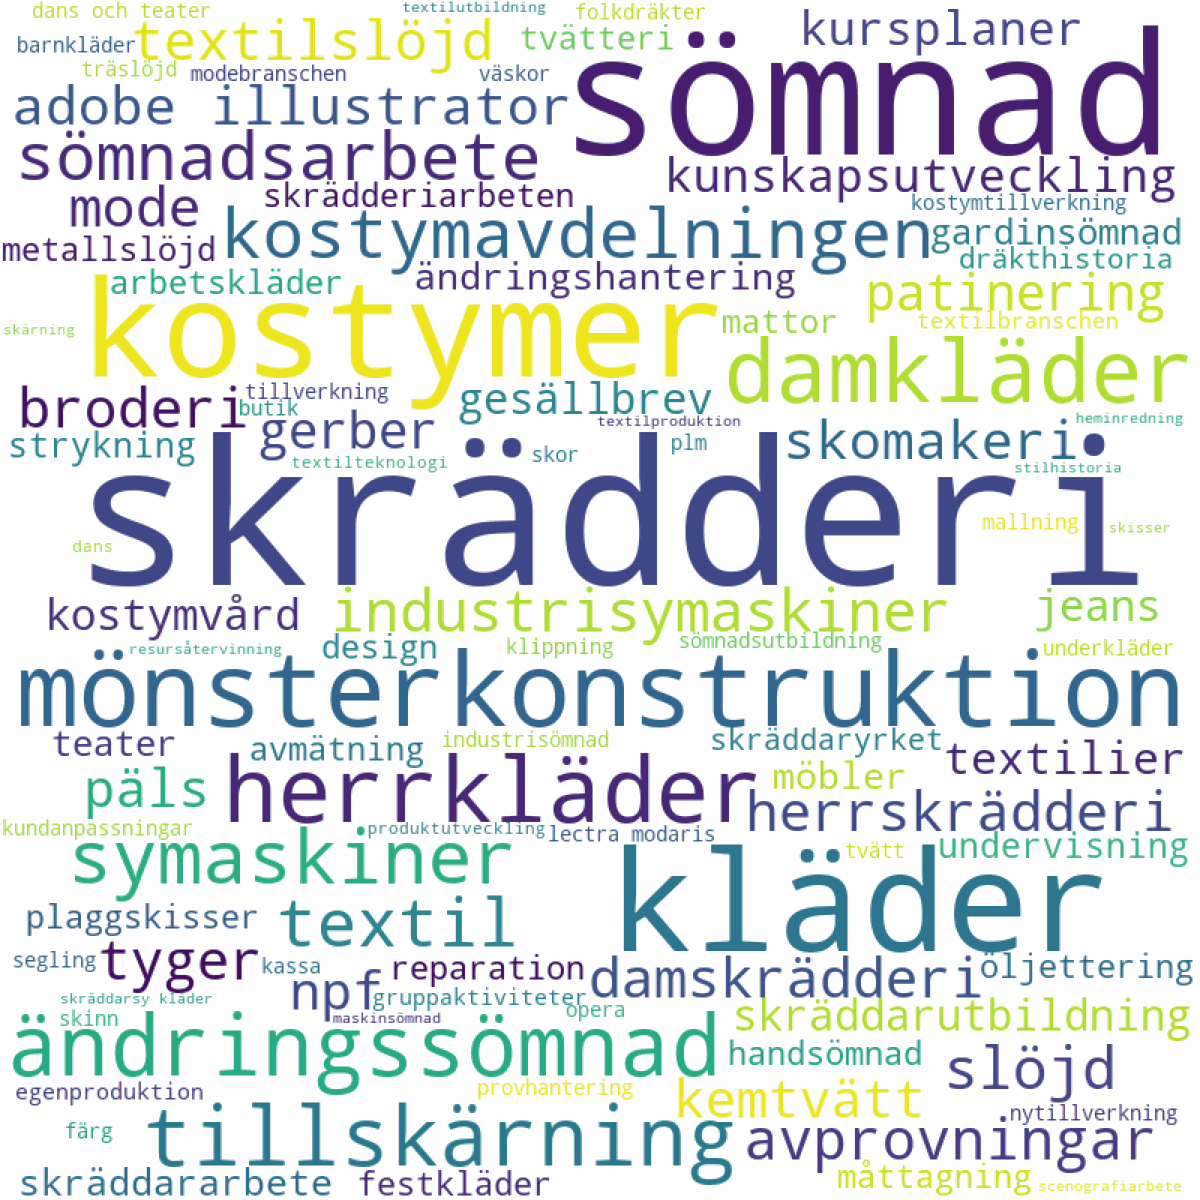 dans och teater
textilutbildning
folkdräkter
kursplaner
barnkläder
textilslöjd
tvätteri
sömnad
träslöjd
modebranschen
väskor
adobe illustrator
sömnadsarbete
kunskapsutveckling
mode
skrädderiarbeten
kostymtillverkning
metallslöjd
kostymavdelningen
gardinsömnad
dräkthistoria
arbetskläder
ändringshantering
patinering
kostymer
mattor
textilbranschen
skärning
damkläder
broderi
tillverkning
butik
gesällbrev
textilproduktion
heminredning
strykning
gerber
plm
skomakeri
textilteknologi
skor
stilhistoria
skrädderi
mallning
skisser
dans
kostymvård
industrisymaskiner
jeans
resursåtervinning
design
klippning
sömnadsutbildning
underkläder
mönsterkonstruktion
teater
avmätning
industrisömnad
skräddaryrket
textilier
päls
herrkläder
möbler
herrskrädderi
kundanpassningar
produktutveckling
lectra modaris
symaskiner
kläder
tvätt
undervisning
plaggskisser
textil
segling
tyger
kassa
reparation
damskrädderi
oljettering
npf
gruppaktiviteter
skräddarsy kläder
skinn
maskinsömnad
opera
skräddarutbildning
ändringssömnad
handsömnad
slöjd
egenproduktion
provhantering
kemtvätt
nytillverkning
färg
tillskärning
avprovningar
skräddararbete
festkläder
måttagning
scenografiarbete